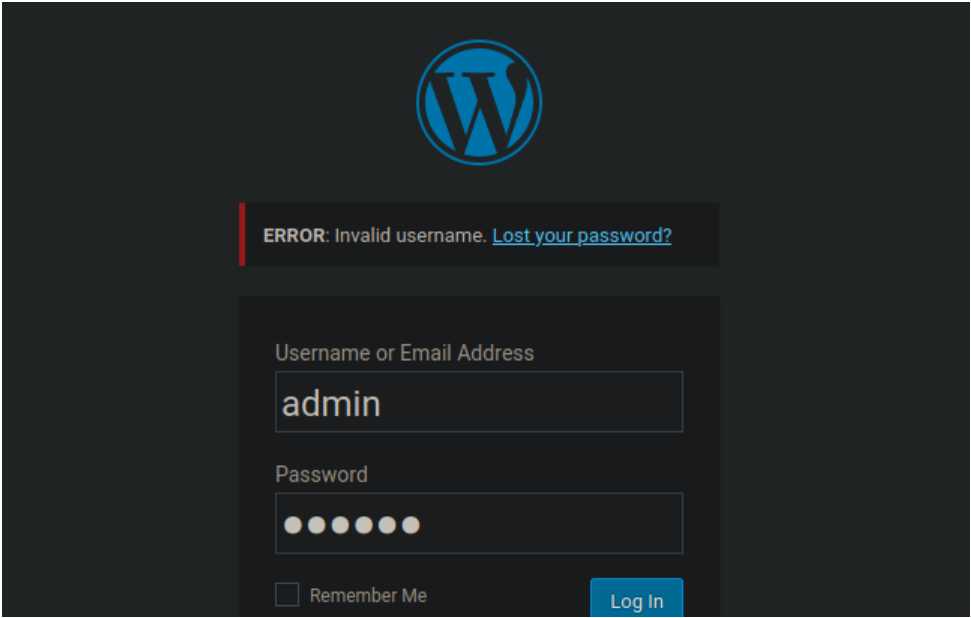 ERROR: Invalid username. Lost your password?
Username or Email Address
admin
Password
●●●●●●
Remember Me
Log In